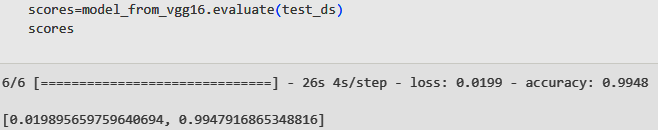 scores=model_from_vgg16.evaluate(test_ds)
scores
6/6 [==============================] - 26s 4s/step - loss: 0.0199 - accuracy: 0.9948
[0.019895659759640694, 0.9947916865348816]